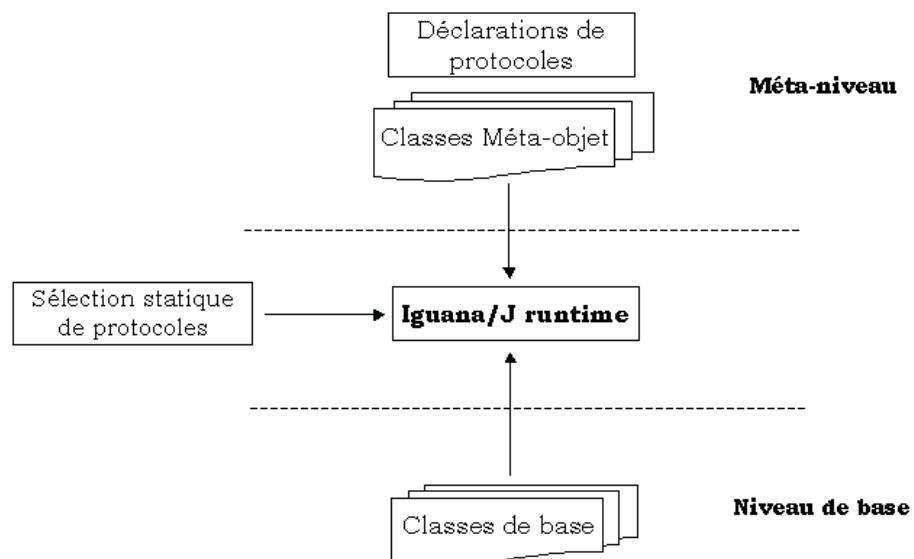 Déclarations de
protocoles
Méta-niveau
Classes Méta-objet
Sélection statique
de protocoles
Iguana/J runtime
Classes de base
Niveau de base